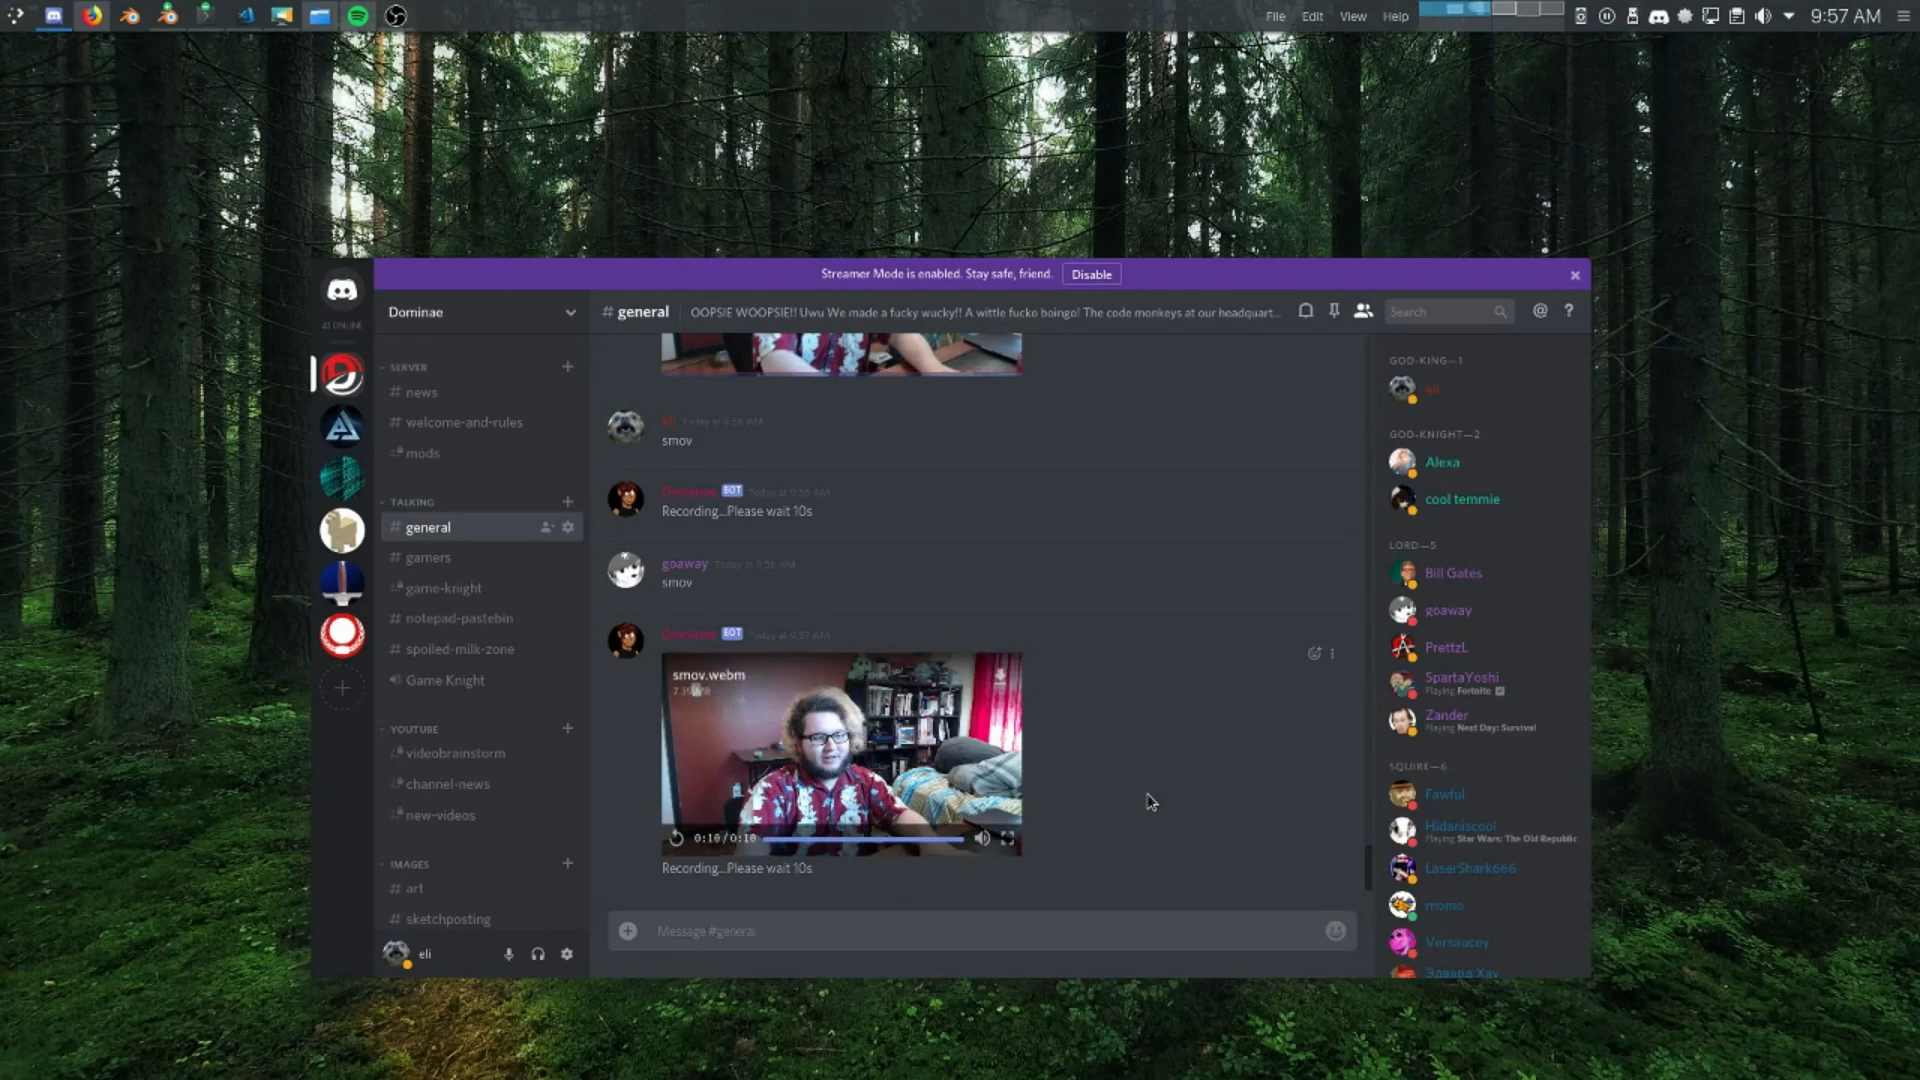 File Edit View Help
9:57 AM
Streamer Mode is enabled. Stay safe, friend. Disable
41 ONLINE
Dominae
# general
OOPSIE WOOPSIE!! Uwu We made a fucky wucky!! A wittle fucko boingo! The code monkeys at our headquart...
Search
SERVER
# news
# welcome-and-rules
mods
TALKING
# general
# gamers
game-knight
# notepad-pastebin
# spoiled-milk-zone
Game Knight
YOUTUBE
videobrainstorm
channel-news
new-videos
IMAGES
# art
# sketchposting
eli
eli Today at 9:56 AM
smov
Dominae BOT Today at 9:56 AM
Recording...Please wait 10s
goaway Today at 9:56 AM
smov
Dominae BOT Today at 9:57 AM
smov.webm
0:10/0:10
Recording...Please wait 10s
Message #general
GOD-KING—1
eli
GOD-KNIGHT—2
Alexa
cool temmie
LORD—5
Bill Gates
goaway
PrettzL
SpartaYoshi
Playing Fortnite
Zander
Playing Next Day: Survival
SQUIRE—6
Fawful
Hidaniscool
Playing Star Wars: The Old Republic
LaserShark666
momo
Versaucey
Эдвард Хау